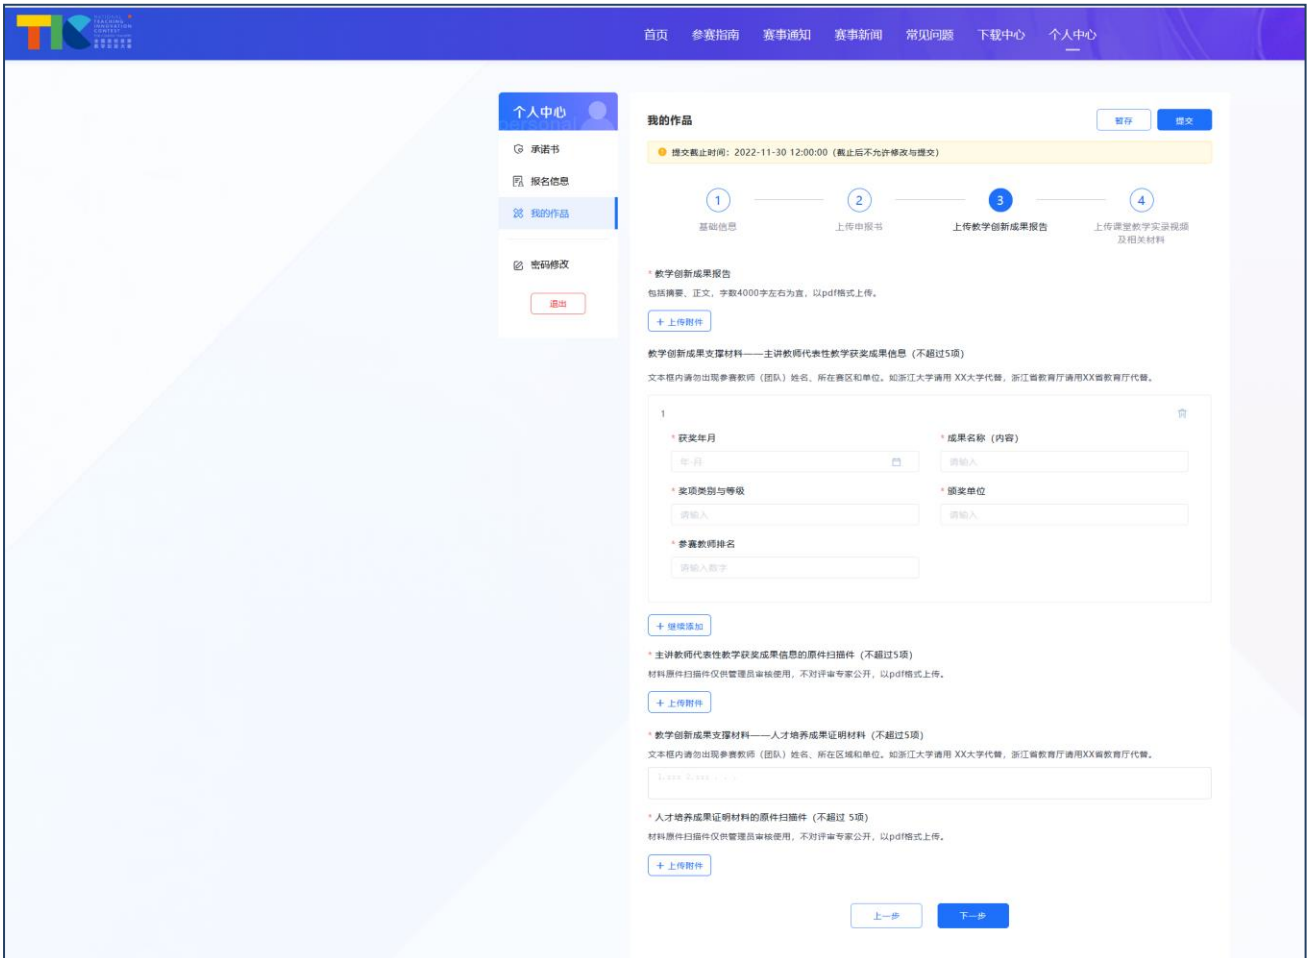 NATIONAL
TEACHING
INNOVATION
CONTEST
首页 参赛指南 赛事通知 赛事新闻 常见问题 下载中心 个人中心
个人中心
personal
承诺书
报名信息
我的作品
密码修改
退出
我的作品
暂存
提交
提交截止时间：2022-11-30 12:00:00（截止后不允许修改与提交）
1
2
3
4
基础信息
上传申报书
上传教学创新成果报告
上传课堂教学实录视频
及相关材料
* 教学创新成果报告
包括摘要、正文，字数4000字左右为宜，以pdf格式上传。
+ 上传附件
教学创新成果支撑材料——主讲教师代表性教学获奖成果信息（不超过5项）
文本框内请勿出现参赛教师（团队）姓名、所在赛区和单位。如浙江大学请用 XX大学代替，浙江省教育厅请用XX省教育厅代替。
1
* 获奖年月
* 成果名称（内容）
年-月
请输入
* 奖项类别与等级
* 颁奖单位
请输入
请输入
* 参赛教师排名
请输入数字
+ 继续添加
* 主讲教师代表性教学获奖成果信息的原件扫描件（不超过5项）
材料原件扫描件仅供管理员审核使用，不对评审专家公开，以pdf格式上传。
+ 上传附件
* 教学创新成果支撑材料——人才培养成果证明材料（不超过5项）
文本框内请勿出现参赛教师（团队）姓名、所在区域和单位。如浙江大学请用 XX大学代替，浙江省教育厅请用XX省教育厅代替。
* 人才培养成果证明材料的原件扫描件（不超过 5项）
材料原件扫描件仅供管理员审核使用，不对评审专家公开，以pdf格式上传。
+ 上传附件
上一步
下一步